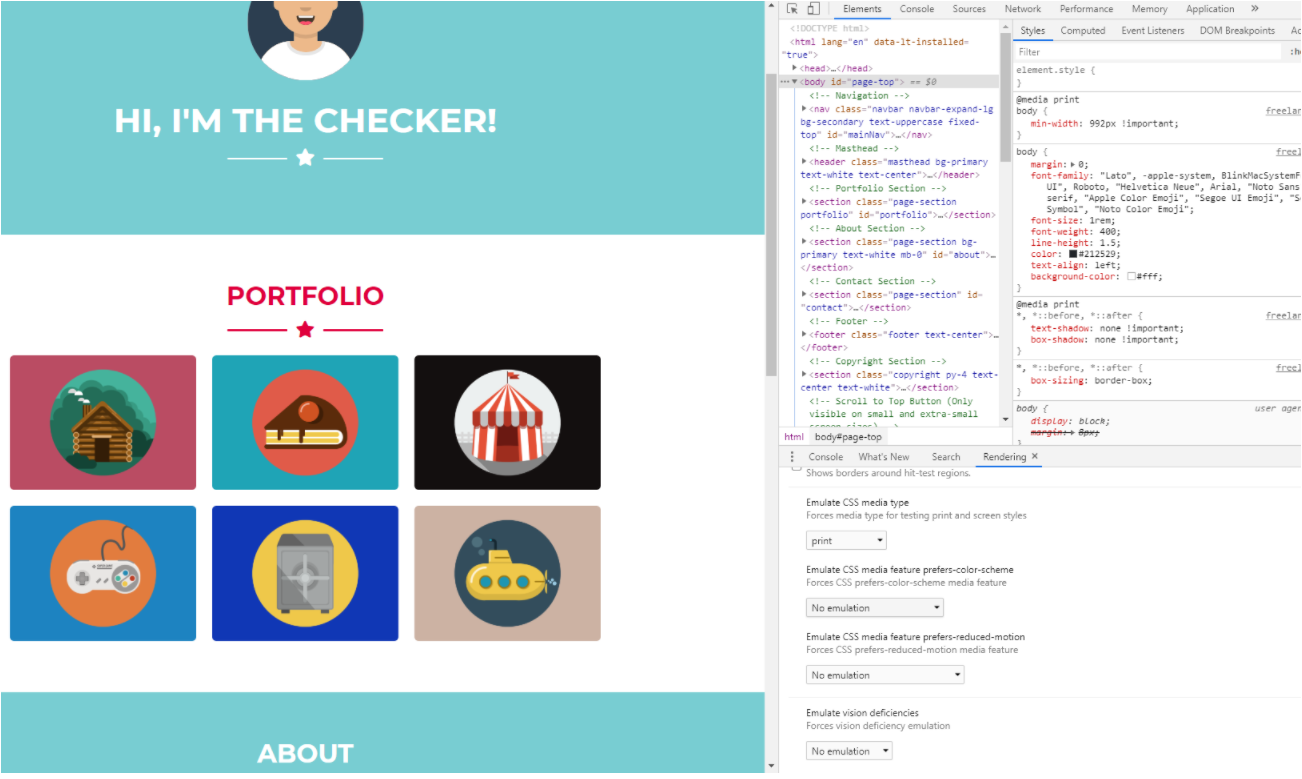 HI, I'M THE CHECKER!
PORTFOLIO
ABOUT
Elements Console Sources Network Performance Memory Application »
<!DOCTYPE html>
<html lang="en" data-lt-installed=
"true">
<head>…</head>
<body id="page-top"> == $0
<!-- Navigation -->
<nav class="navbar navbar-expand-lg
bg-secondary text-uppercase fixed-
top" id="mainNav">…</nav>
<!-- Masthead -->
<header class="masthead bg-primary
text-white text-center">…</header>
<!-- Portfolio Section -->
<section class="page-section
portfolio" id="portfolio">…</section>
<!-- About Section -->
<section class="page-section bg-
primary text-white mb-0" id="about">…
</section>
<!-- Contact Section -->
<section class="page-section" id=
"contact">…</section>
<!-- Footer -->
<footer class="footer text-center">…
</footer>
<!-- Copyright Section -->
<section class="copyright py-4 text-
center text-white">…</section>
<!-- Scroll to Top Button (Only
visible on small and extra-small
html body#page-top
Styles Computed Event Listeners DOM Breakpoints Ac
Filter :ho
element.style {
}
@media print
body { freelan
min-width: 992px !important;
}
body { freel
margin: 0;
font-family: "Lato", -apple-system, BlinkMacSystemF
UI", Roboto, "Helvetica Neue", Arial, "Noto Sans
serif, "Apple Color Emoji", "Segoe UI Emoji", "S
Symbol", "Noto Color Emoji";
font-size: 1rem;
font-weight: 400;
line-height: 1.5;
color: #212529;
text-align: left;
background-color: #fff;
}
@media print
*, *::before, *::after { freelan
text-shadow: none !important;
box-shadow: none !important;
}
*, *::before, *::after { freel
box-sizing: border-box;
}
body { user agen
display: block;
margin: 8px;
}
Console What's New Search Rendering ×
Shows borders around hit-test regions.
Emulate CSS media type
Forces media type for testing print and screen styles
print
Emulate CSS media feature prefers-color-scheme
Forces CSS prefers-color-scheme media feature
No emulation
Emulate CSS media feature prefers-reduced-motion
Forces CSS prefers-reduced-motion media feature
No emulation
Emulate vision deficiencies
Forces vision deficiency emulation
No emulation